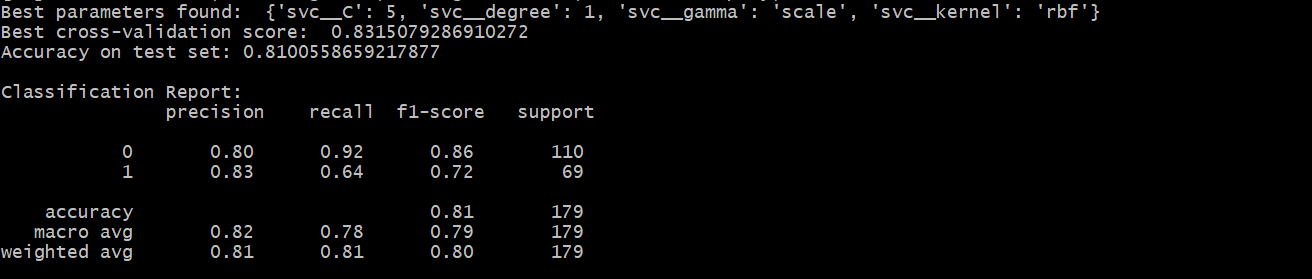 Best parameters found:  {'svc__C': 5, 'svc__degree': 1, 'svc__gamma': 'scale', 'svc__kernel': 'rbf'}
Best cross-validation score:  0.8315079286910272
Accuracy on test set: 0.8100558659217877
Classification Report:
              precision    recall  f1-score   support
           0       0.80      0.92      0.86       110
           1       0.83      0.64      0.72        69
    accuracy                           0.81       179
   macro avg       0.82      0.78      0.79       179
weighted avg       0.81      0.81      0.80       179